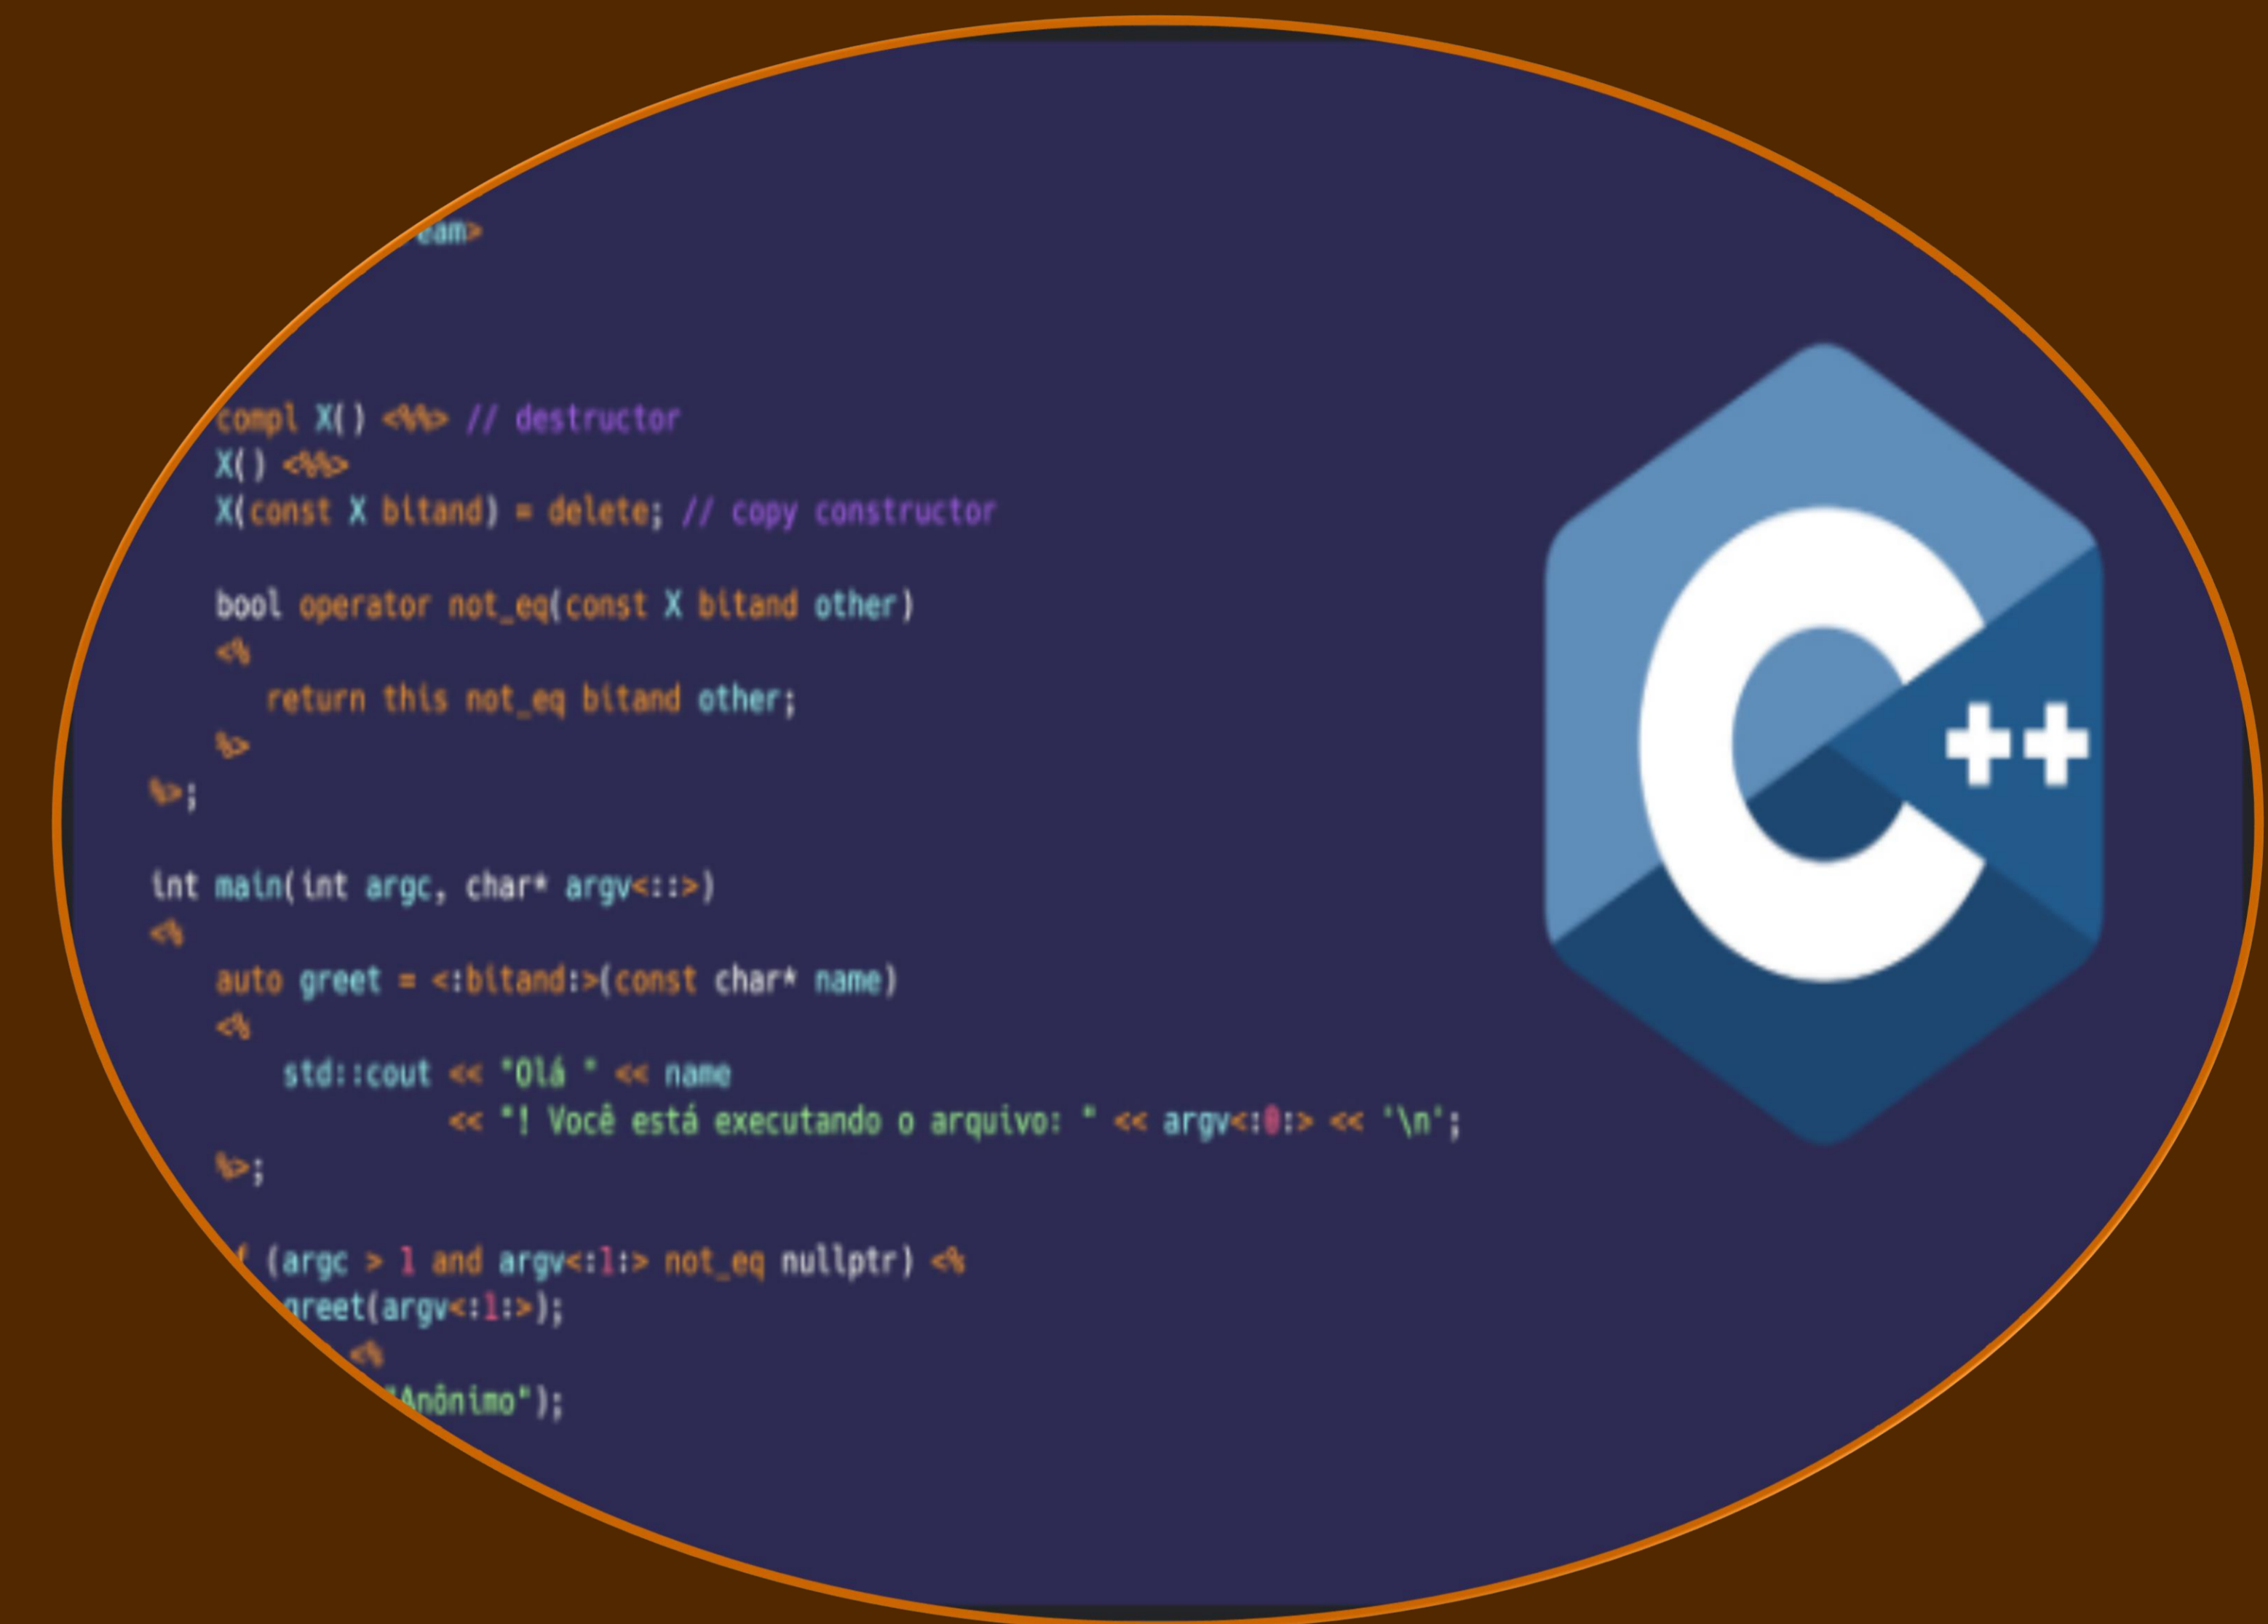 eam>
compl X() <%%> // destructor
X() <%%>
X(const X bitand) = delete; // copy constructor
bool operator not_eq(const X bitand other)
<%
return this not_eq bitand other;
%>
%>;
int main(int argc, char* argv<::>)
<%
auto greet = <:bitand:>(const char* name)
<%
std::cout << "Olá " << name
<< "! Você está executando o arquivo: " << argv<:0:> << '\n';
%>;
f (argc > 1 and argv<:1:> not_eq nullptr) <%
greet(argv<:1:>);
<%
"Anônimo");
C++